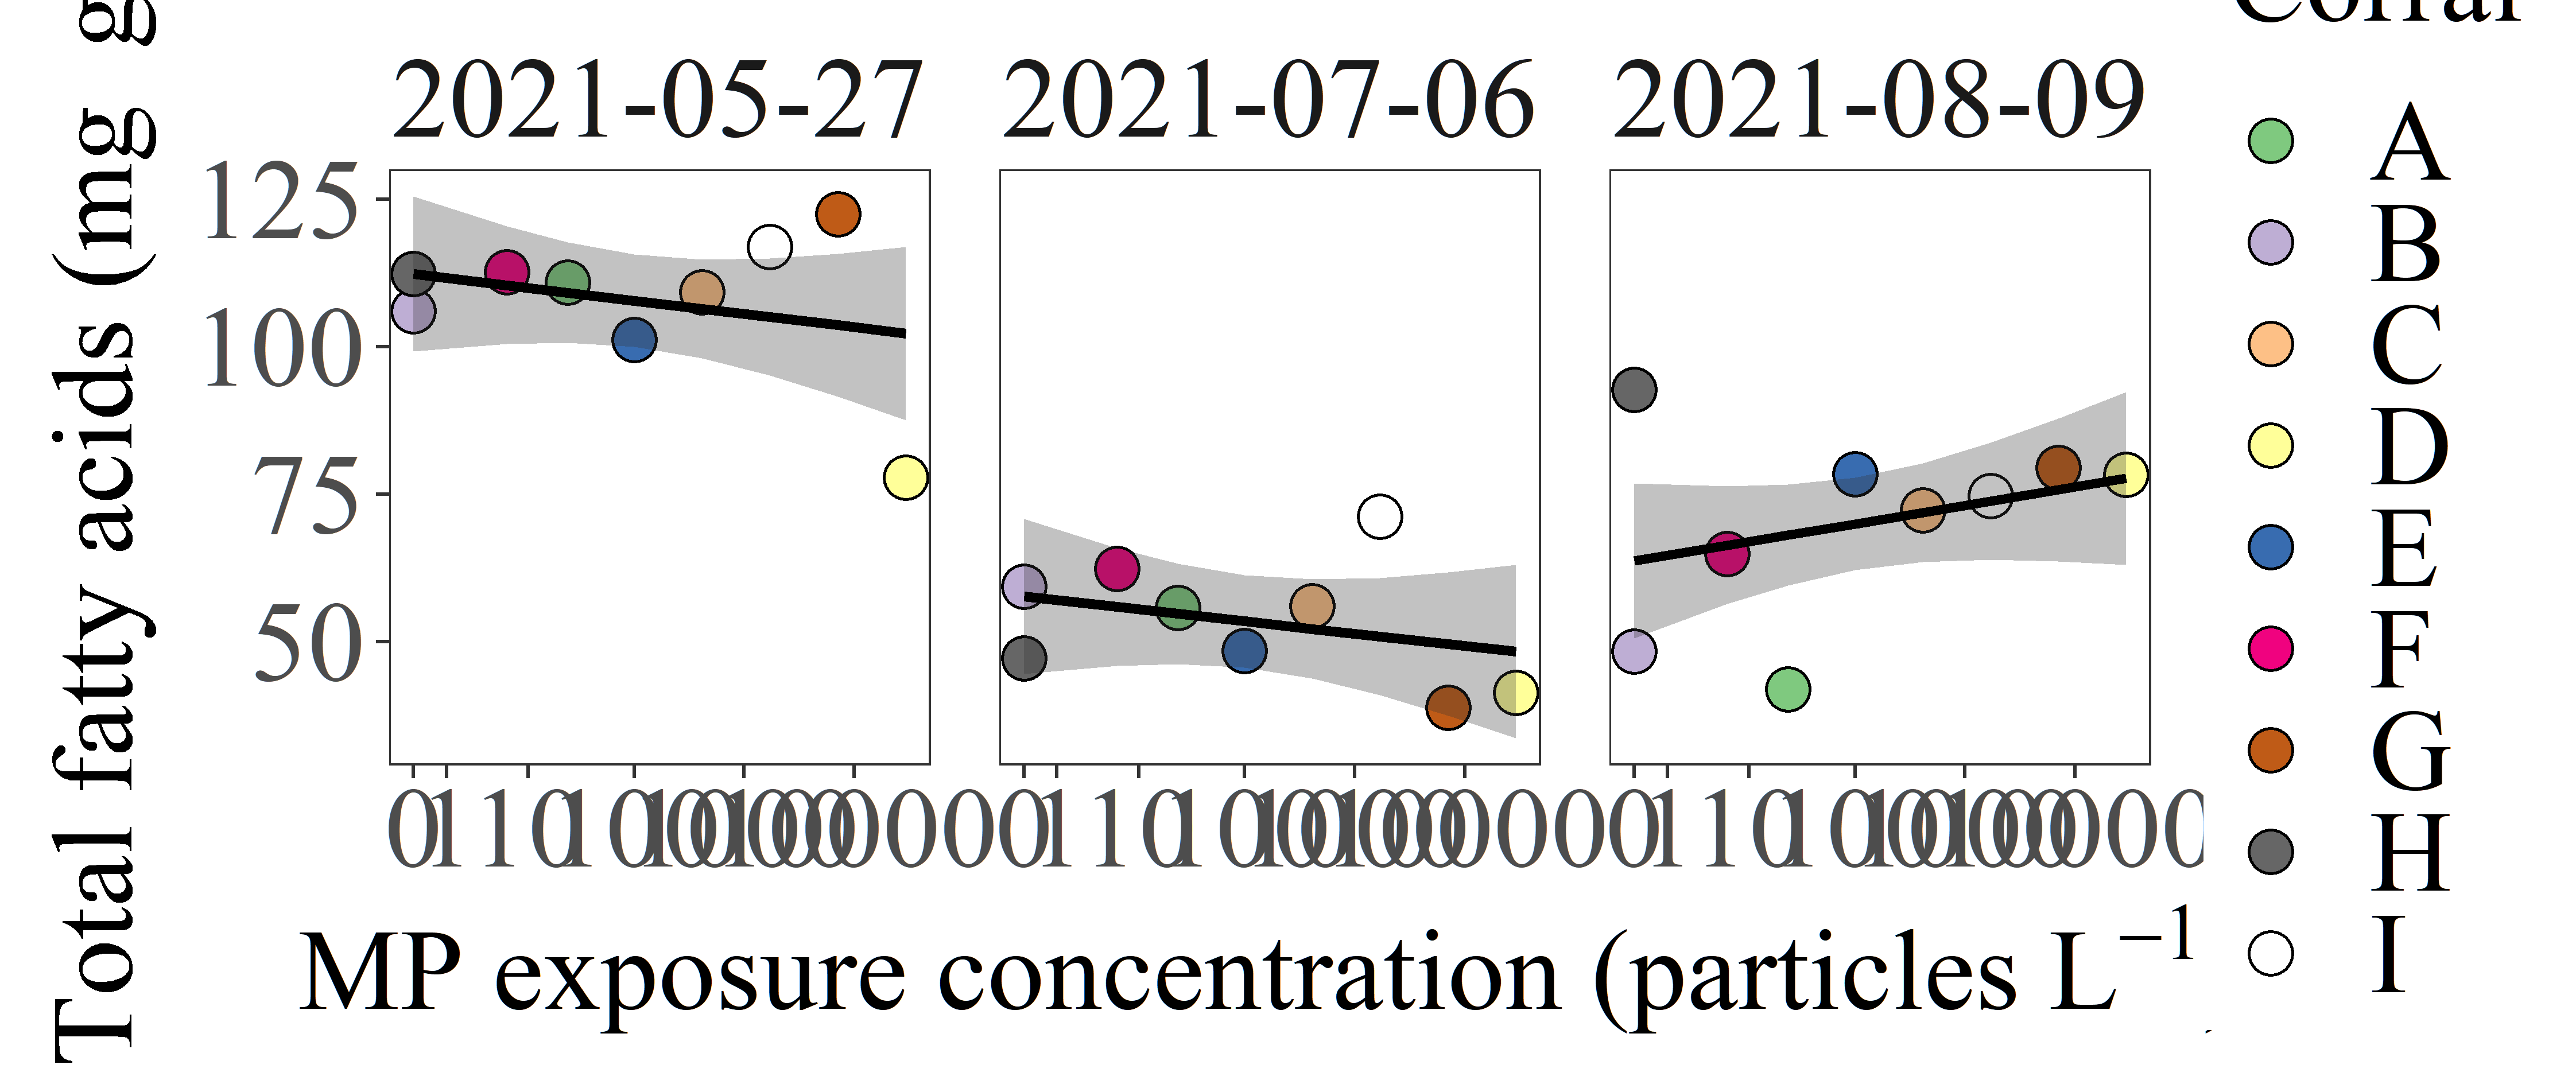 Corral
2021-05-27 2021-07-06 2021-08-09
125
100
75
50
Total fatty acids (mg g
MP exposure concentration (particles L⁻¹
A
B
C
D
E
F
G
H
I